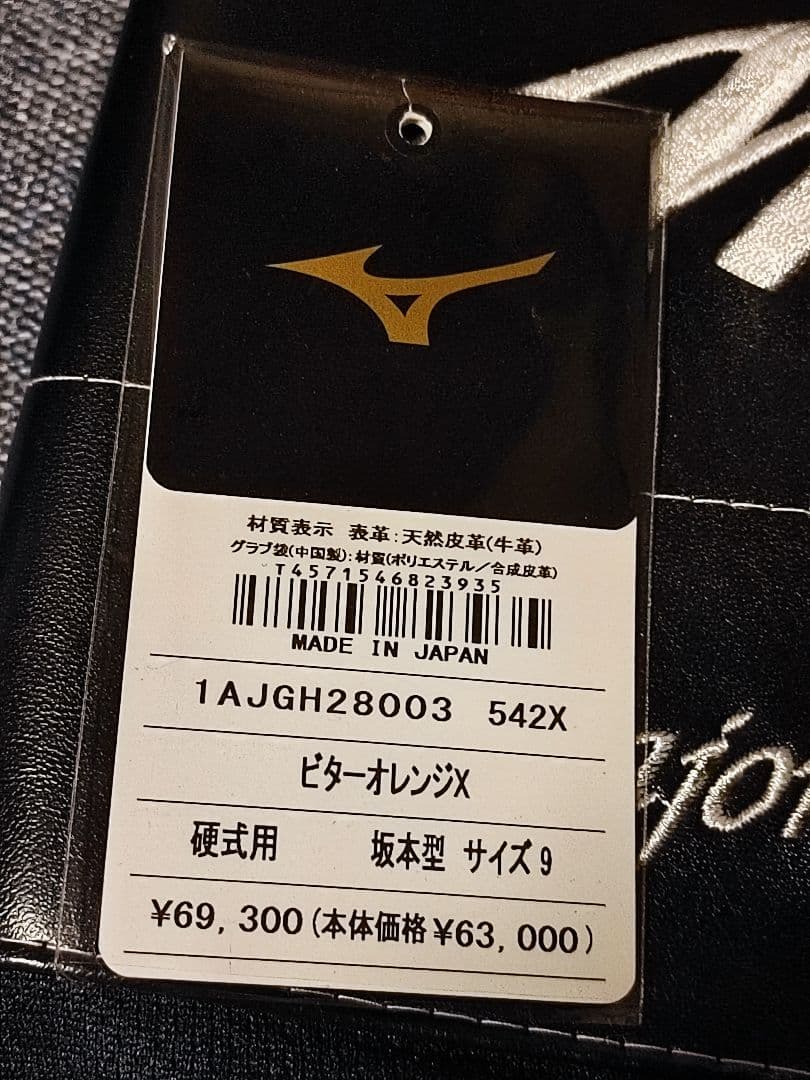 材質表示 表革:天然皮革(牛革)
グラブ袋(中国製):材質(ポリエステル/合成皮革)
T4571546823935
MADE IN JAPAN
1AJGH28003 542X
ビターオレンジX
硬式用 坂本型 サイズ9
¥69,300(本体価格¥63,000)